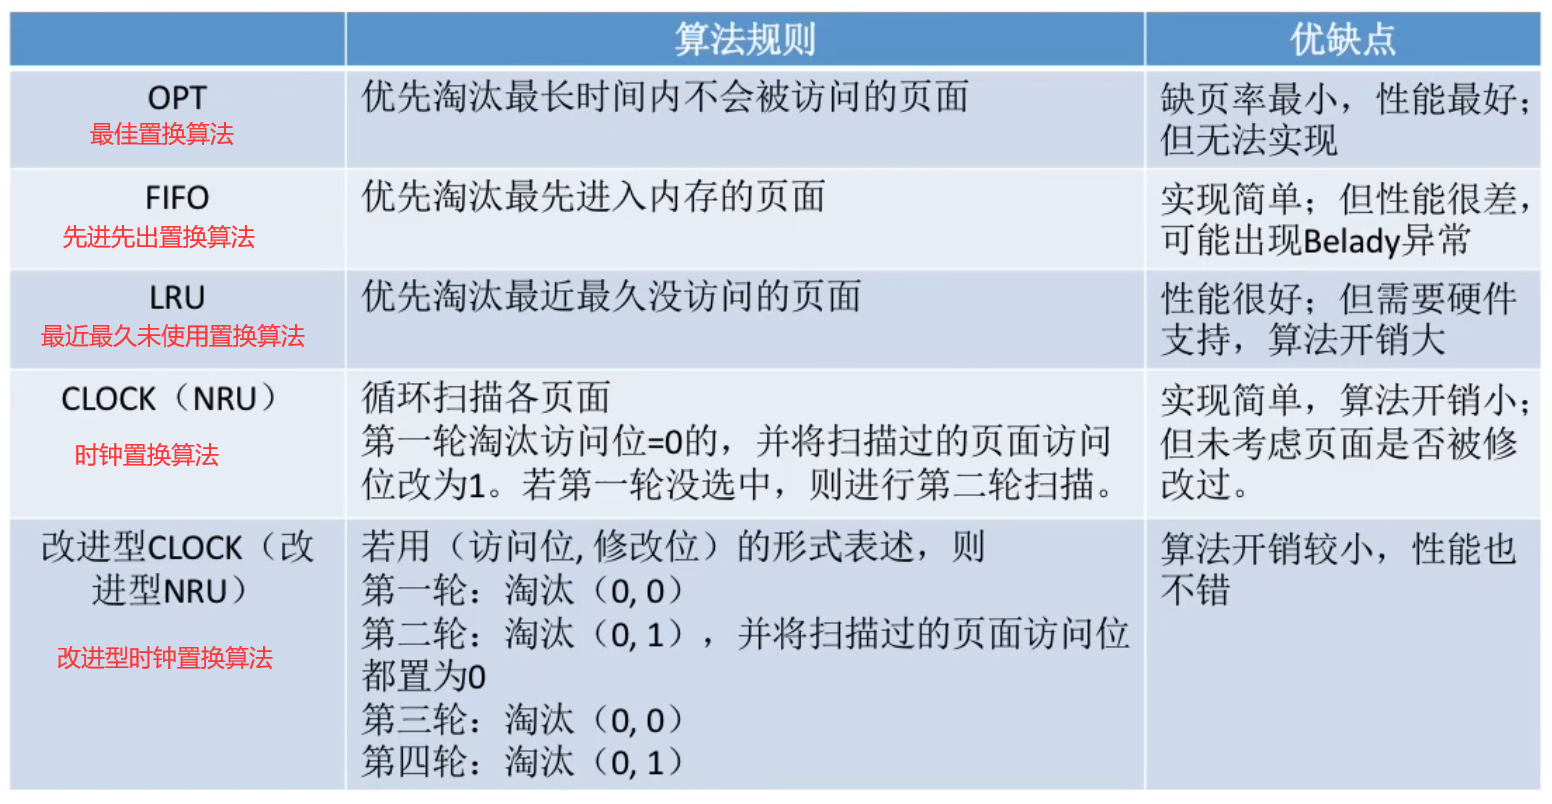 算法规则
优缺点
OPT
最佳置换算法
优先淘汰最长时间内不会被访问的页面
缺页率最小，性能最好；
但无法实现
FIFO
先进先出置换算法
优先淘汰最先进入内存的页面
实现简单；但性能很差，
可能出现Belady异常
LRU
最近最久未使用置换算法
优先淘汰最近最久没访问的页面
性能很好；但需要硬件
支持，算法开销大
CLOCK（NRU）
时钟置换算法
循环扫描各页面
第一轮淘汰访问位=0的，并将扫描过的页面访问
位改为1。若第一轮没选中，则进行第二轮扫描。
实现简单，算法开销小；
但未考虑页面是否被修
改过。
改进型CLOCK（改
进型NRU）
改进型时钟置换算法
若用（访问位, 修改位）的形式表述，则
第一轮：淘汰（0, 0）
第二轮：淘汰（0, 1），并将扫描过的页面访问位
都置为0
第三轮：淘汰（0, 0）
第四轮：淘汰（0, 1）
算法开销较小，性能也
不错